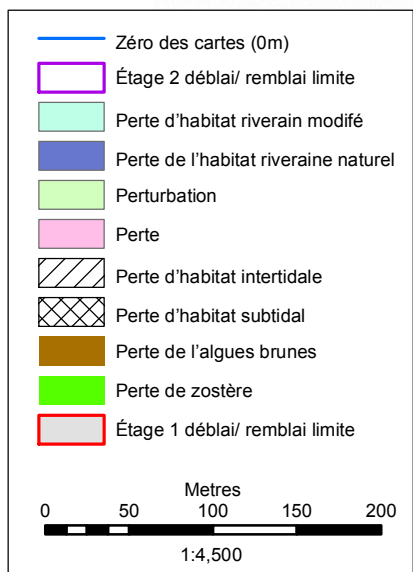 Zéro des cartes (0m)
Étage 2 déblai/ remblai limite
Perte d'habitat riverain modifé
Perte de l'habitat riveraine naturel
Perturbation
Perte
Perte d'habitat intertidale
Perte d'habitat subtidal
Perte de l'algues brunes
Perte de zostère
Étage 1 déblai/ remblai limite
Metres
0 50 100 150 200
1:4,500